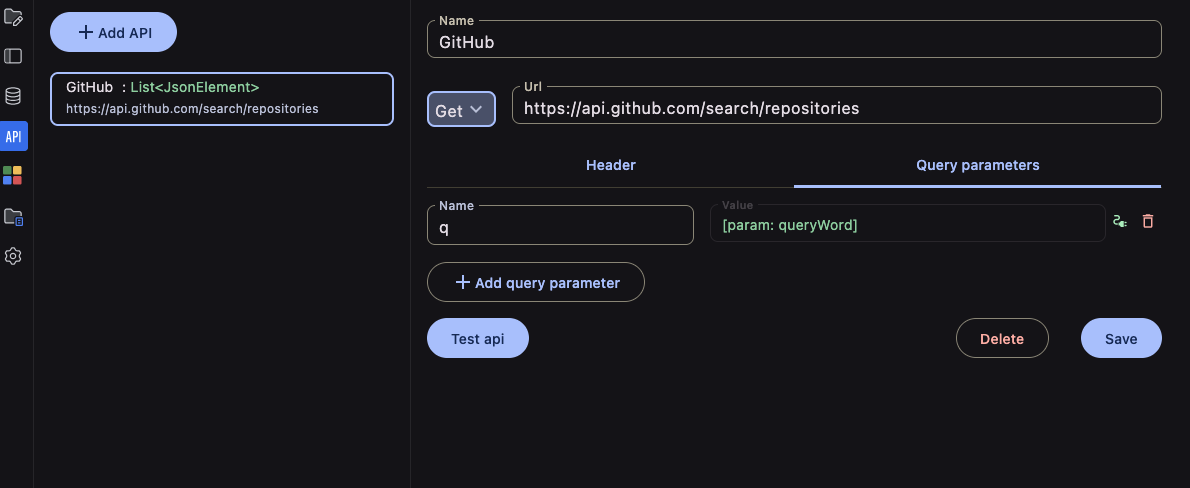 Add API
GitHub : List<JsonElement>
https://api.github.com/search/repositories
API
Name
GitHub
Get
Url
https://api.github.com/search/repositories
Header
Query parameters
Name
q
Value
[param: queryWord]
Add query parameter
Test api
Delete
Save